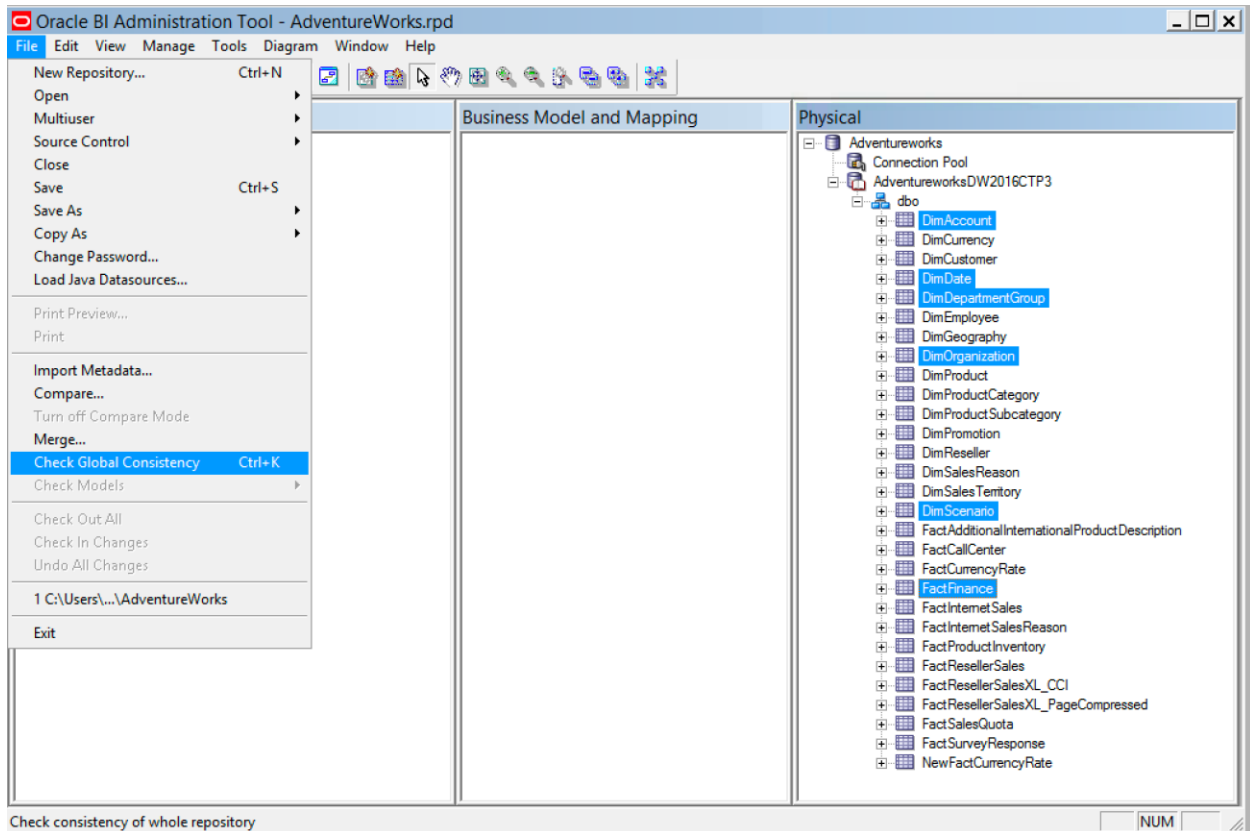 Oracle BI Administration Tool - AdventureWorks.rpd
File Edit View Manage Tools Diagram Window Help
New Repository... Ctrl+N
Open
Multiuser
Source Control
Close
Save Ctrl+S
Save As
Copy As
Change Password...
Load Java Datasources...
Print Preview...
Print
Import Metadata...
Compare...
Turn off Compare Mode
Merge...
Check Global Consistency Ctrl+K
Check Models
Check Out All
Check In Changes
Undo All Changes
1 C:\Users\...\AdventureWorks
Exit
Business Model and Mapping
Physical
Adventureworks
Connection Pool
AdventureworksDW2016CTP3
dbo
DimAccount
DimCurrency
DimCustomer
DimDate
DimDepartmentGroup
DimEmployee
DimGeography
DimOrganization
DimProduct
DimProductCategory
DimProductSubcategory
DimPromotion
DimReseller
DimSalesReason
DimSalesTerritory
DimScenario
FactAdditionalInternationalProductDescription
FactCallCenter
FactCurrencyRate
FactFinance
FactInternetSales
FactInternetSalesReason
FactProductInventory
FactResellerSales
FactResellerSalesXL_CCI
FactResellerSalesXL_PageCompressed
FactSalesQuota
FactSurveyResponse
NewFactCurrencyRate
Check consistency of whole repository
NUM